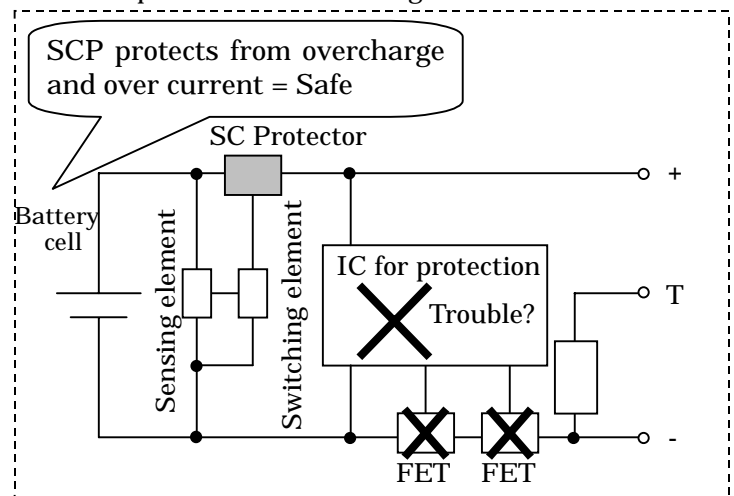 SCP protects from overcharge
and over current = Safe
SC Protector
+
Battery
cell
Sensing element
Switching element
IC for protection
Trouble?
T
-
FET
FET